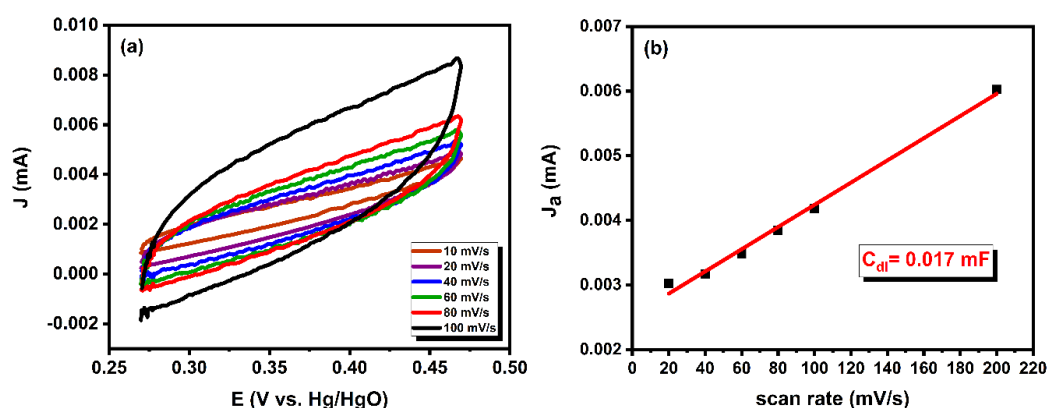 (a)
J (mA)
0.010
0.008
0.006
0.004
0.002
0.000
-0.002
10 mV/s
20 mV/s
40 mV/s
60 mV/s
80 mV/s
100 mV/s
0.25 0.30 0.35 0.40 0.45 0.50
E (V vs. Hg/HgO)
(b)
Ja (mA)
0.007
0.006
0.005
0.004
0.003
0.002
Cdl= 0.017 mF
0 20 40 60 80 100 120 140 160 180 200 220
scan rate (mV/s)